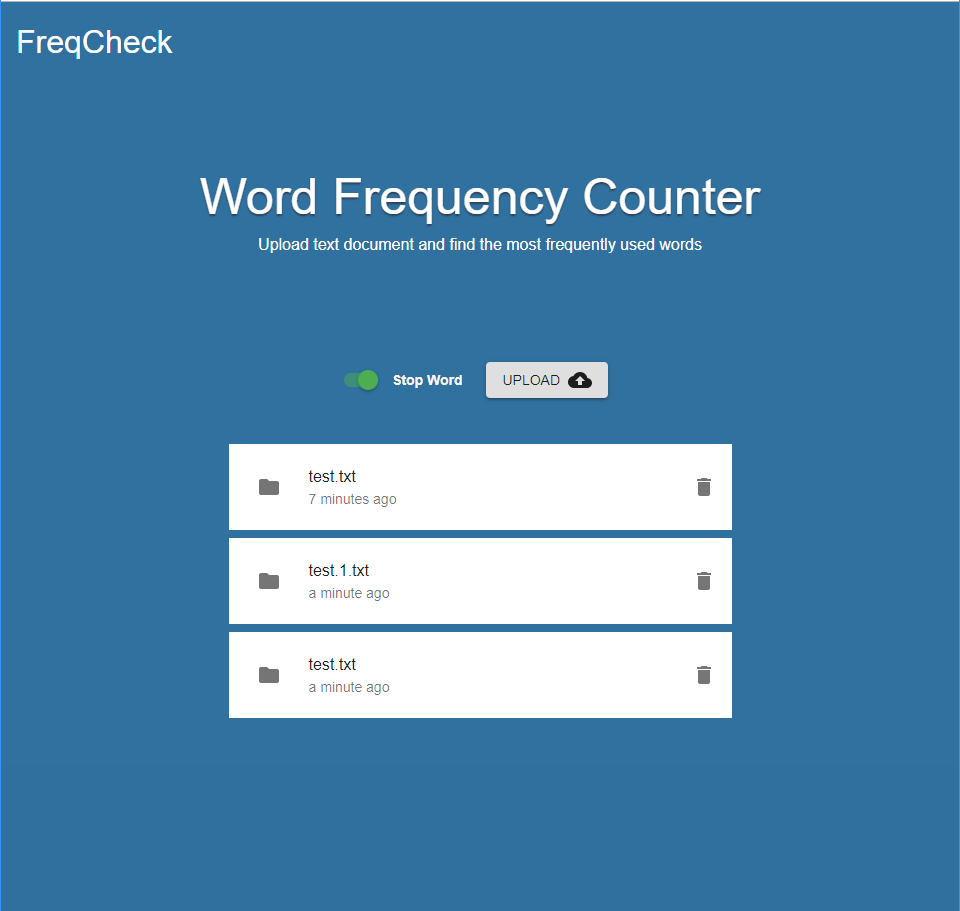 FreqCheck
Word Frequency Counter
Upload text document and find the most frequently used words
Stop Word
UPLOAD
test.txt
7 minutes ago
test.1.txt
a minute ago
test.txt
a minute ago